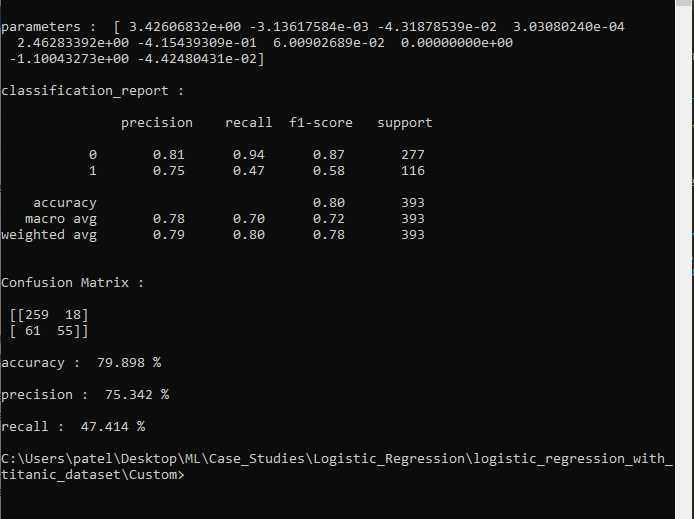 parameters :  [ 3.42606832e+00 -3.13617584e-03 -4.31878539e-02  3.03080240e-04
  2.46283392e+00 -4.15439309e-01  6.00902689e-02  0.00000000e+00
 -1.10043273e+00 -4.42480431e-02]
classification_report :
               precision    recall  f1-score   support
           0       0.81      0.94      0.87       277
           1       0.75      0.47      0.58       116
    accuracy                           0.80       393
   macro avg       0.78      0.70      0.72       393
weighted avg       0.79      0.80      0.78       393
Confusion Matrix :
 [[259  18]
 [ 61  55]]
accuracy :  79.898 %
precision :  75.342 %
recall :  47.414 %
C:\Users\patel\Desktop\ML\Case_Studies\Logistic_Regression\logistic_regression_with_
titanic_dataset\Custom>